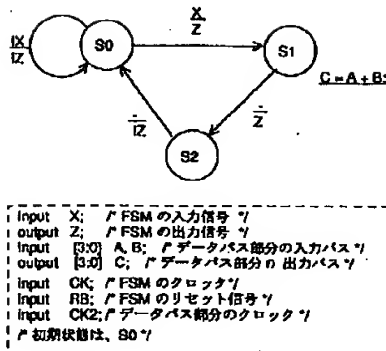 X
Z
IX
IZ
S0
S1
C=A+B;
-
IZ
-
Z
S2
input X; /* FSM の入力信号 */
output Z; /* FSM の出力信号 */
input [3:0] A, B; /* データパス部分の入力バス */
output [3:0] C; /* データパス部分の 出力バス */
input CK; /* FSM のクロック */
input RB; /* FSM のリセット信号 */
input CK2; /* データパス部分のクロック */
/* 初期状態は、S0 */